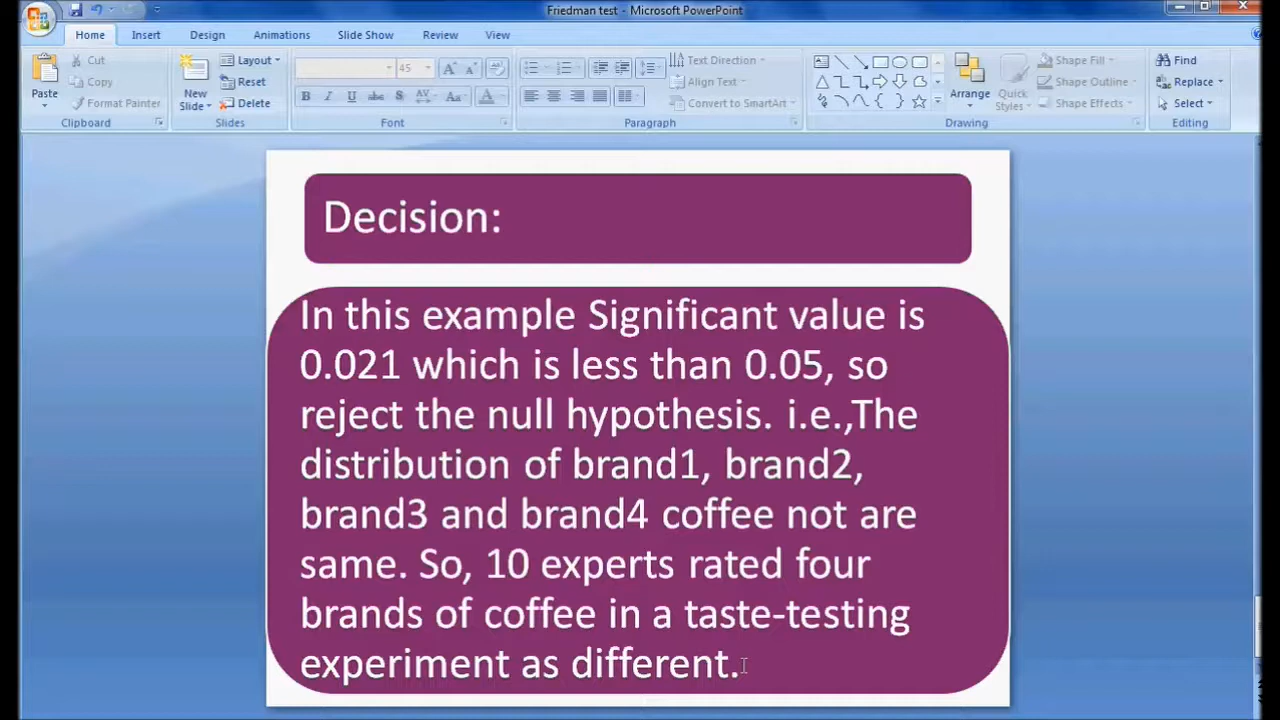 Friedman test - Microsoft PowerPoint
Home Insert Design Animations Slide Show Review View
Paste
Cut
Copy
Format Painter
Clipboard
New Slide
Layout
Reset
Delete
Slides
45
B I U abc S AV Aa A
Font
Text Direction
Align Text
Convert to SmartArt
Paragraph
Arrange
Quick Styles
Shape Fill
Shape Outline
Shape Effects
Drawing
Find
Replace
Select
Editing
Decision:
In this example Significant value is
0.021 which is less than 0.05, so
reject the null hypothesis. i.e.,The
distribution of brand1, brand2,
brand3 and brand4 coffee not are
same. So, 10 experts rated four
brands of coffee in a taste-testing
experiment as different.